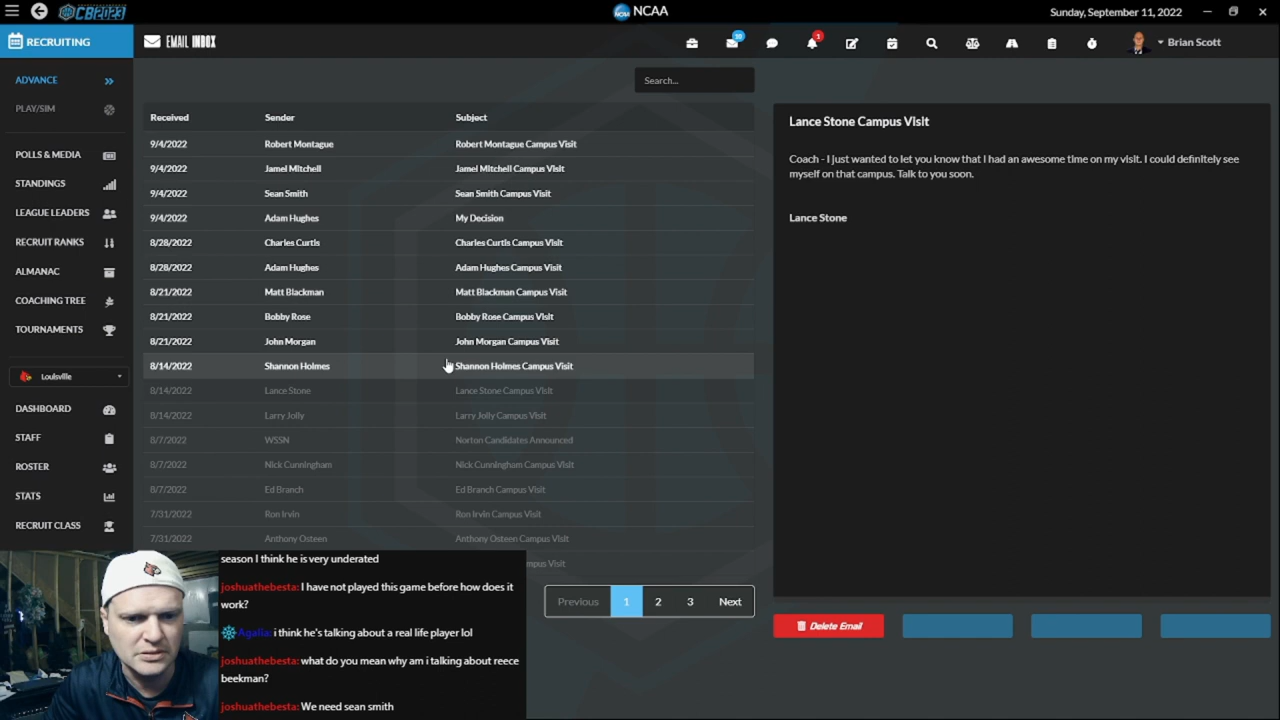 CB2023
NCAA NCAA
Sunday, September 11, 2022
RECRUITING
EMAIL INBOX
1
Brian Scott
ADVANCE
PLAY/SIM
POLLS & MEDIA
STANDINGS
LEAGUE LEADERS
RECRUIT RANKS
ALMANAC
COACHING TREE
TOURNAMENTS
Louisville
DASHBOARD
STAFF
ROSTER
STATS
RECRUIT CLASS
Search...
Received Sender Subject
9/4/2022 Robert Montague Robert Montague Campus Visit
9/4/2022 Jamel Mitchell Jamel Mitchell Campus Visit
9/4/2022 Sean Smith Sean Smith Campus Visit
9/4/2022 Adam Hughes My Decision
8/28/2022 Charles Curtis Charles Curtis Campus Visit
8/28/2022 Adam Hughes Adam Hughes Campus Visit
8/21/2022 Matt Blackman Matt Blackman Campus Visit
8/21/2022 Bobby Rose Bobby Rose Campus Visit
8/21/2022 John Morgan John Morgan Campus Visit
8/14/2022 Shannon Holmes Shannon Holmes Campus Visit
8/14/2022 Lance Stone Lance Stone Campus Visit
8/14/2022 Larry Jolly Larry Jolly Campus Visit
8/7/2022 WSSN Norton Candidates Announced
8/7/2022 Nick Cunningham Nick Cunningham Campus Visit
8/7/2022 Ed Branch Ed Branch Campus Visit
7/31/2022 Ron Irvin Ron Irvin Campus Visit
7/31/2022 Anthony Osteen Anthony Osteen Campus Visit
Visit
Previous 1 2 3 Next
Lance Stone Campus Visit
Coach - I just wanted to let you know that I had an awesome time on my visit. I could definitely see
myself on that campus. Talk to you soon.
Lance Stone
Delete Email
season I think he is very underated
joshuathebesta: I have not played this game before how does it
work?
Agalia: i think he's talking about a real life player lol
joshuathebesta: what do you mean why am i talking about reece
beekman?
joshuathebesta: We need sean smith